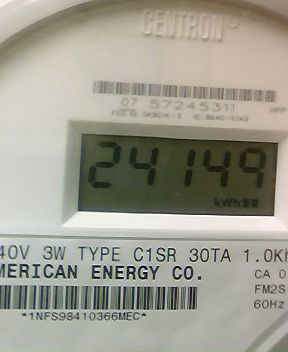 CENTRON®
07 57245311
24149
kWh
40V 3W TYPE C1SR 30TA 1.0Kh
MERICAN ENERGY CO.
CA 0
FM2S
60Hz
*1NFS98410366MEC*